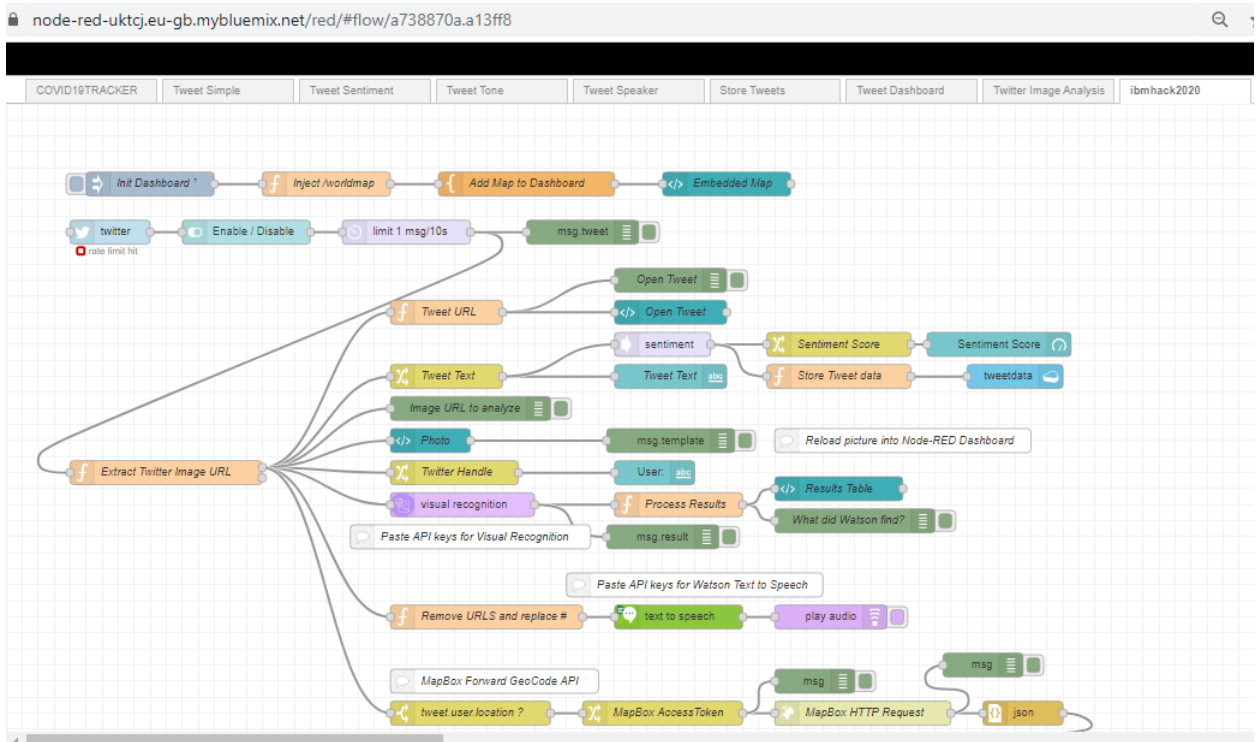 node-red-uktcj.eu-gb.mybluemix.net/red/#flow/a738870a.a13ff8
COVID19TRACKER Tweet Simple Tweet Sentiment Tweet Tone Tweet Speaker Store Tweets Tweet Dashboard Twitter Image Analysis ibmhack2020
Init Dashboard ¹ Inject /worldmap Add Map to Dashboard Embedded Map
twitter Enable / Disable limit 1 msg/10s msg.tweet
rate limit hit
Open Tweet
Tweet URL Open Tweet
sentiment Sentiment Score Sentiment Score
Tweet Text Tweet Text abc Store Tweet data tweetdata
Image URL to analyze
Photo msg.template Reload picture into Node-RED Dashboard
Extract Twitter Image URL Twitter Handle User: abc
Results Table
visual recognition Process Results
What did Watson find?
Paste API keys for Visual Recognition msg.result
Paste API keys for Watson Text to Speech
Remove URLS and replace # text to speech play audio
msg
MapBox Forward GeoCode API msg
tweet.user.location ? MapBox AccessToken MapBox HTTP Request json